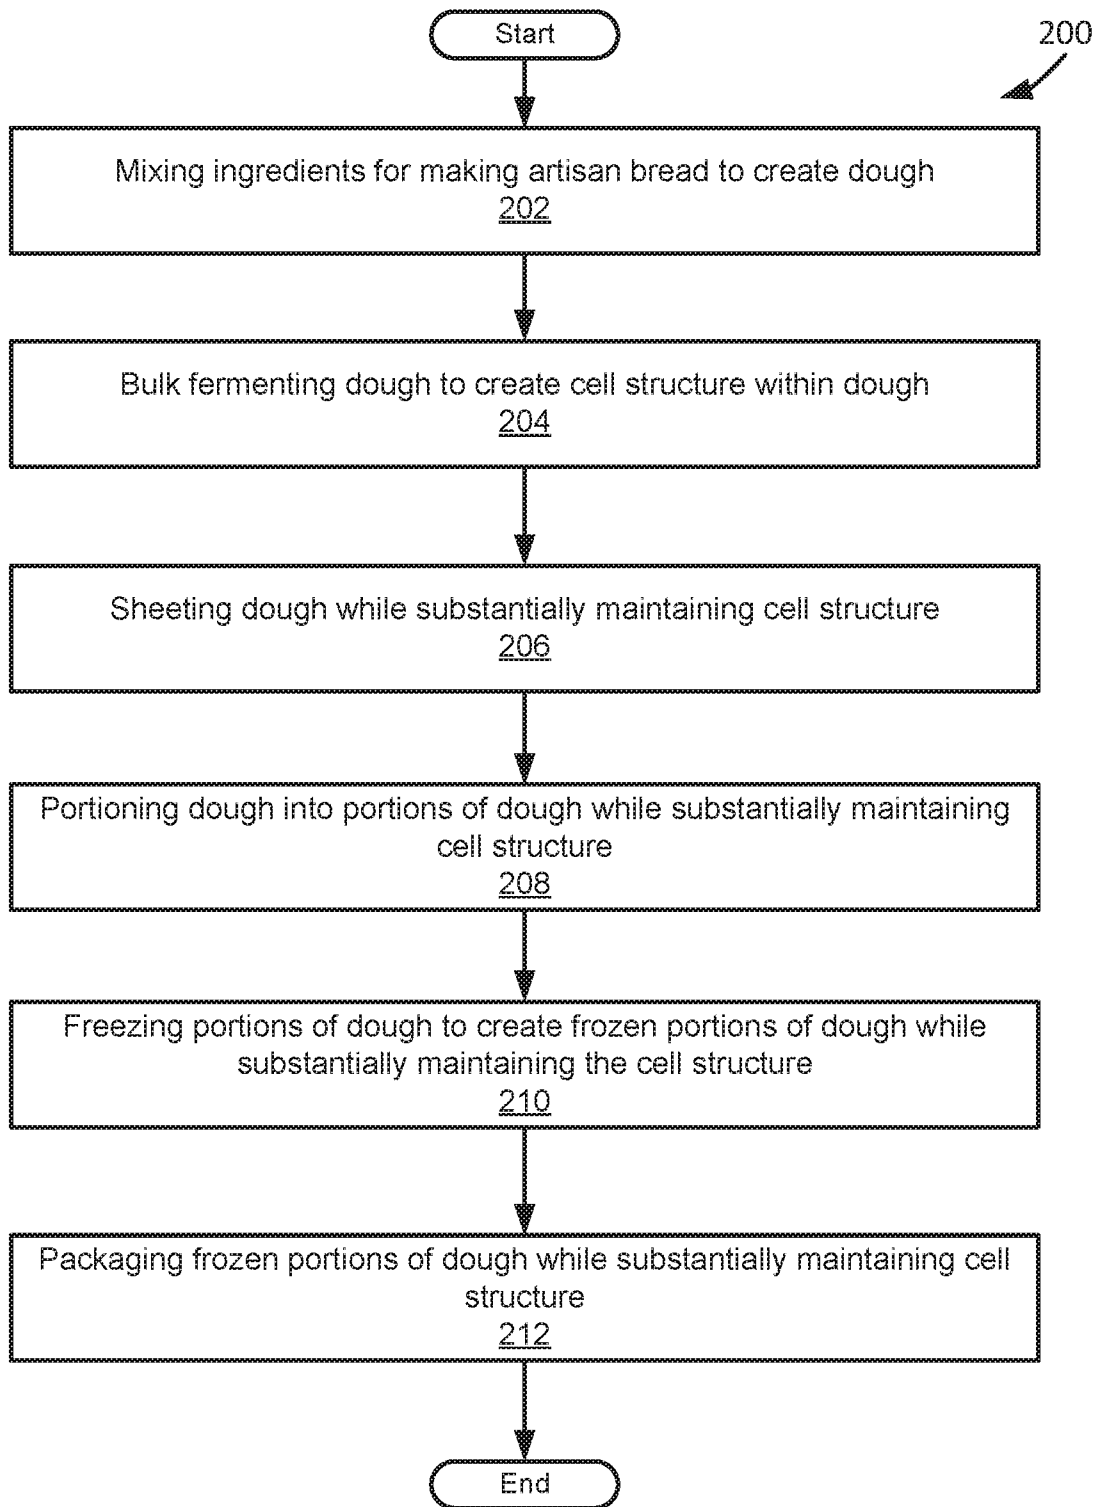 Start
200
Mixing ingredients for making artisan bread to create dough
202
Bulk fermenting dough to create cell structure within dough
204
Sheeting dough while substantially maintaining cell structure
206
Portioning dough into portions of dough while substantially maintaining
cell structure
208
Freezing portions of dough to create frozen portions of dough while
substantially maintaining the cell structure
210
Packaging frozen portions of dough while substantially maintaining cell
structure
212
End